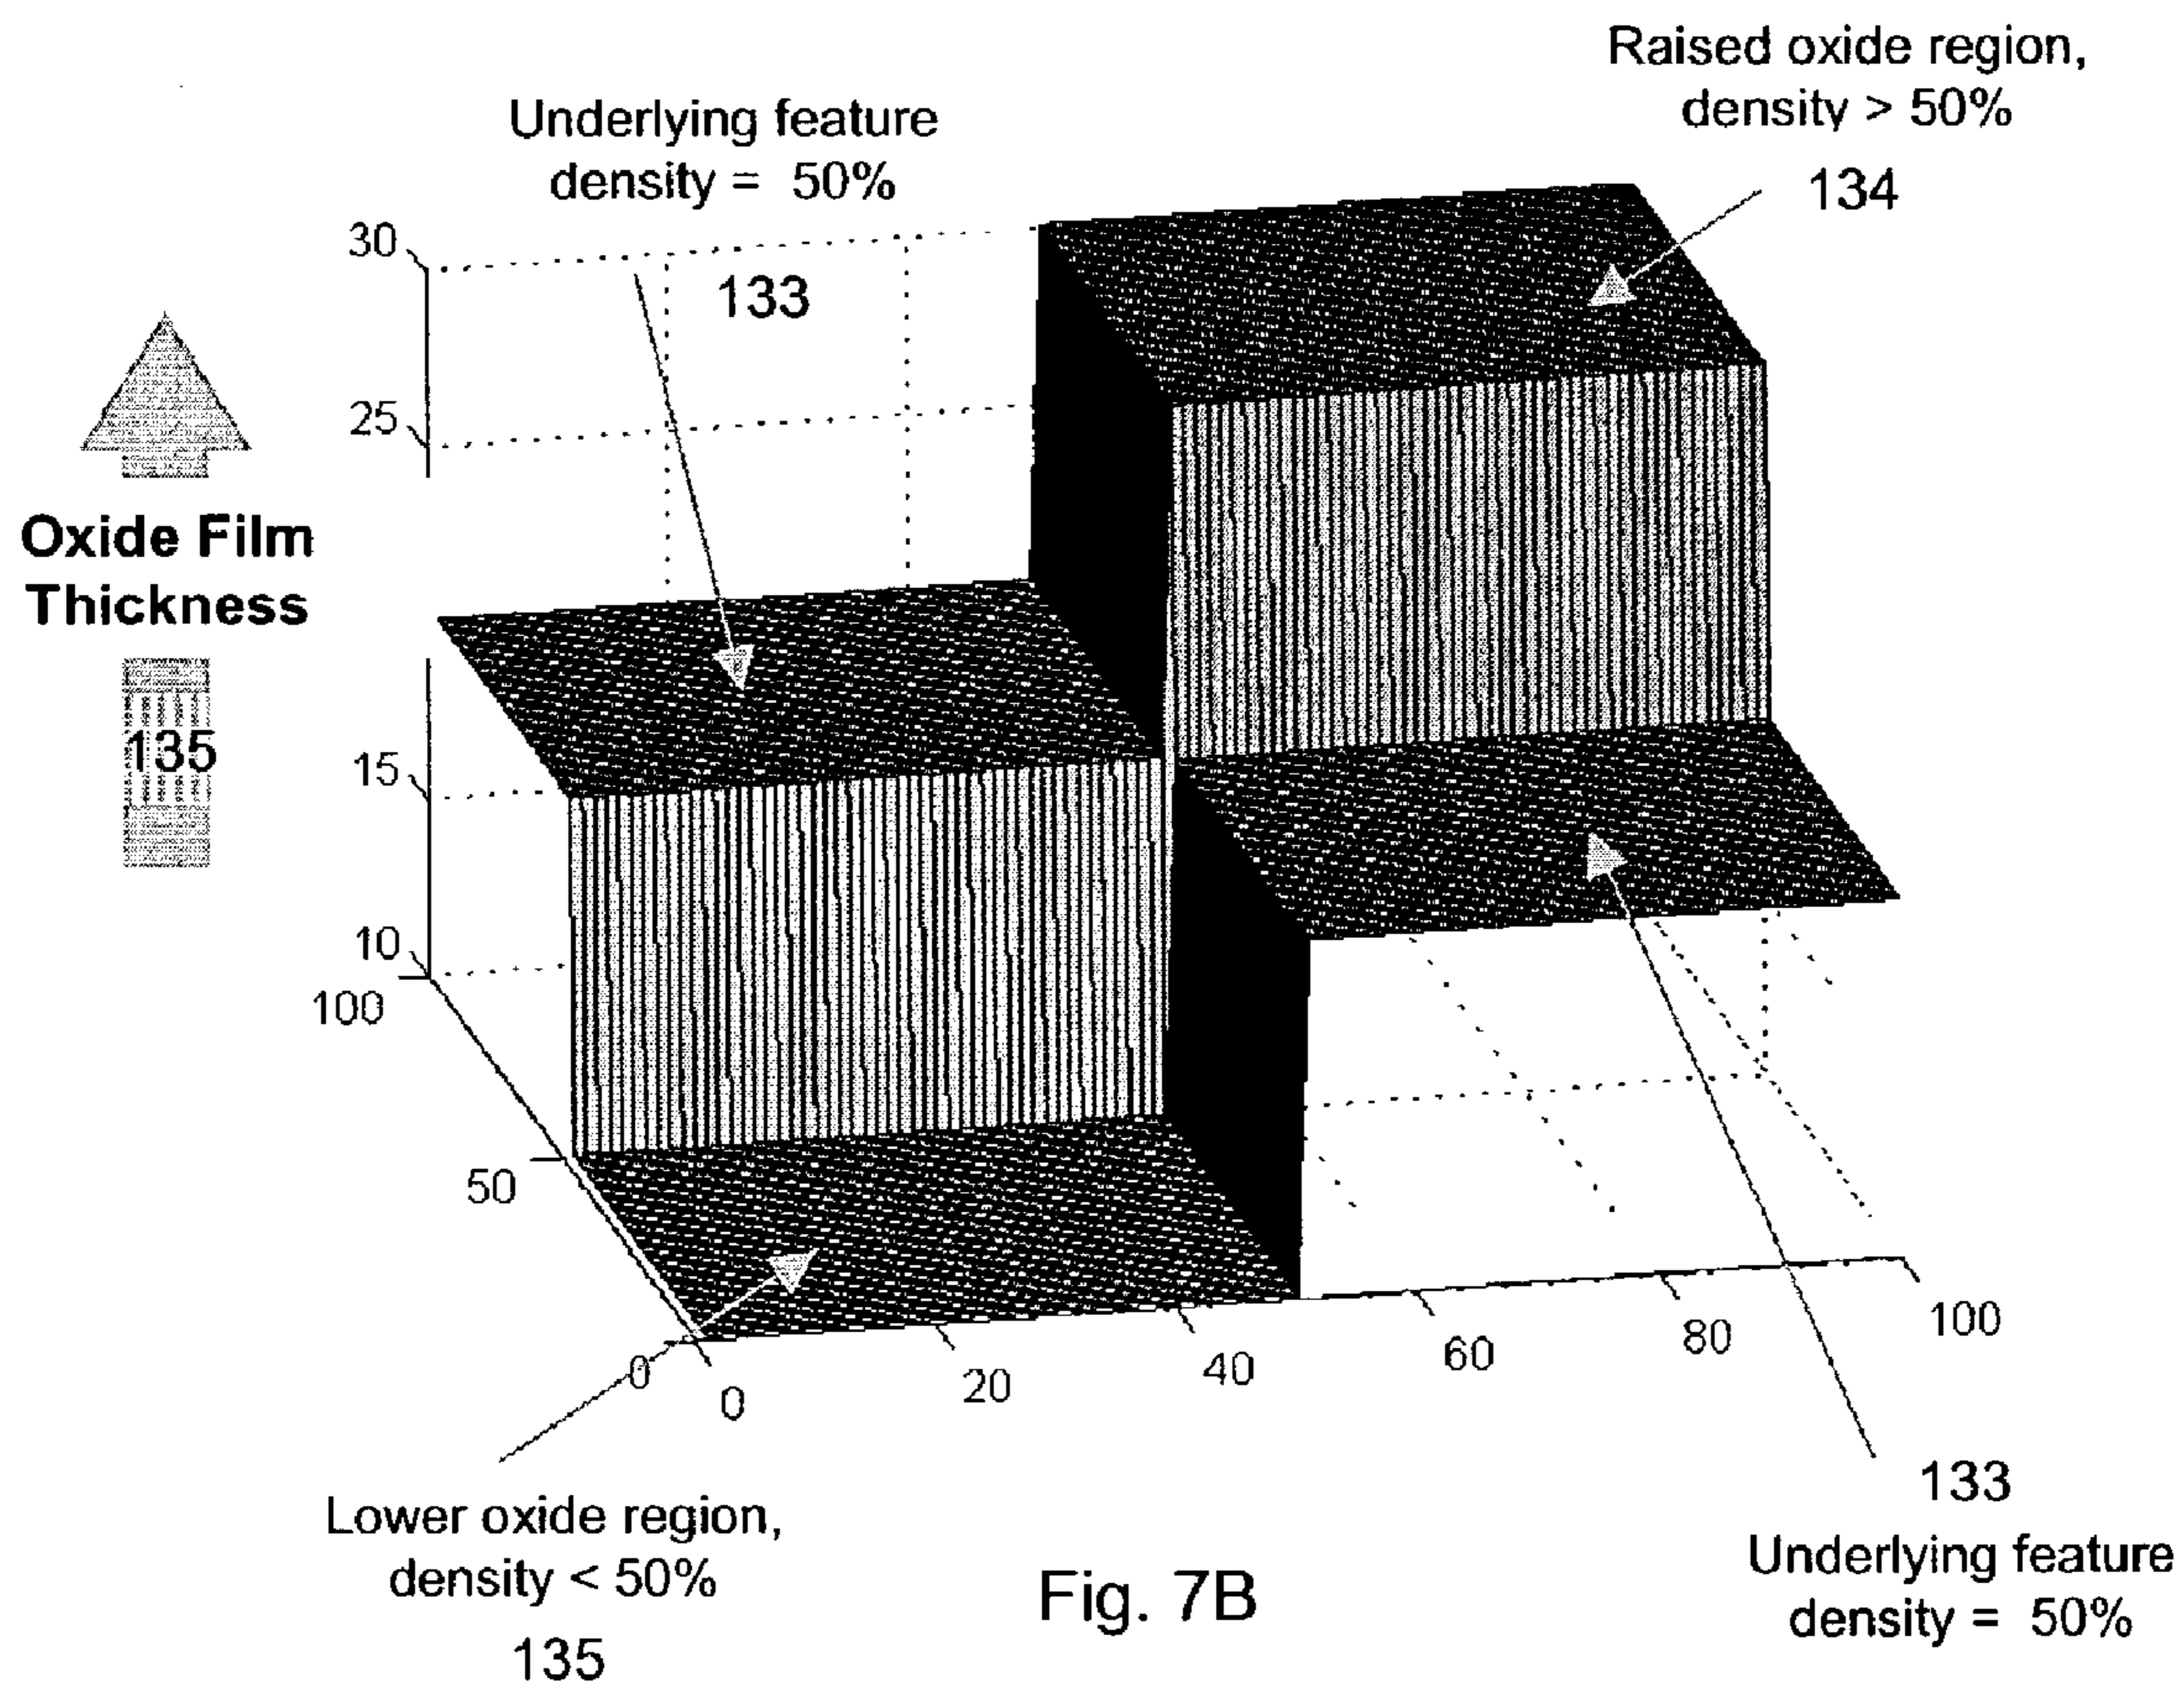 Raised oxide region,
density > 50%
134
Underlying feature
density = 50%
133
30
25
15
10
Oxide Film
Thickness
135
100
50
0
0
20
40
60
80
100
133
Underlying feature
density = 50%
Lower oxide region,
density < 50%
135
Fig. 7B